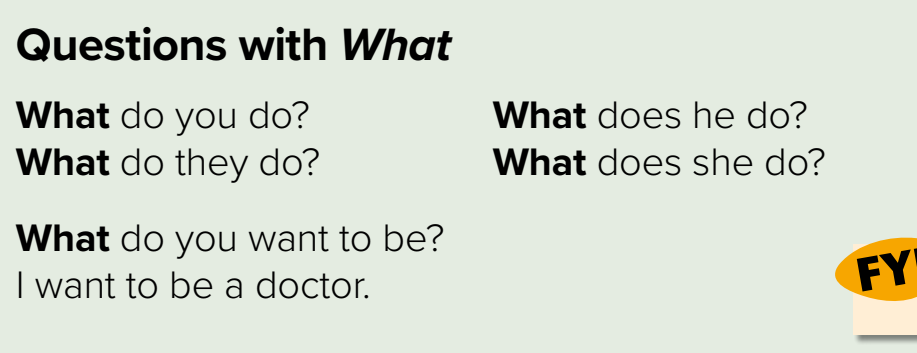 Questions with What
What do you do?
What do they do?
What does he do?
What does she do?
What do you want to be?
I want to be a doctor.